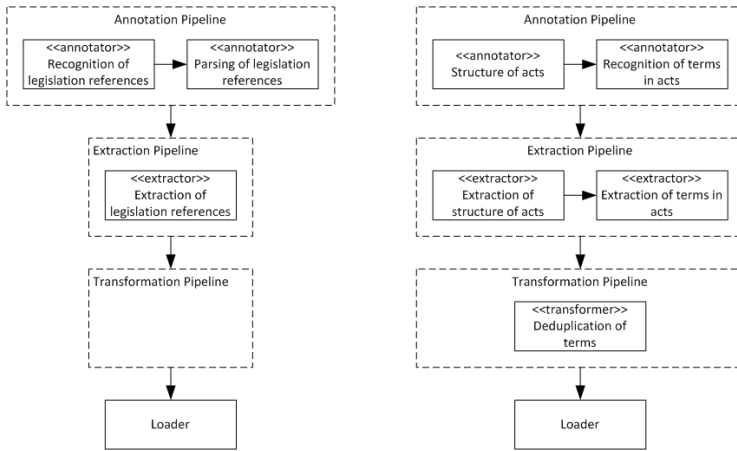 Annotation Pipeline
<<annotator>>
Recognition of
legislation references
<<annotator>>
Parsing of legislation
references
Extraction Pipeline
<<extractor>>
Extraction of
legislation references
Transformation Pipeline
Loader
Annotation Pipeline
<<annotator>>
Structure of acts
<<annotator>>
Recognition of terms
in acts
Extraction Pipeline
<<extractor>>
Extraction of
structure of acts
<<extractor>>
Extraction of terms in
acts
Transformation Pipeline
<<transformer>>
Deduplication of
terms
Loader